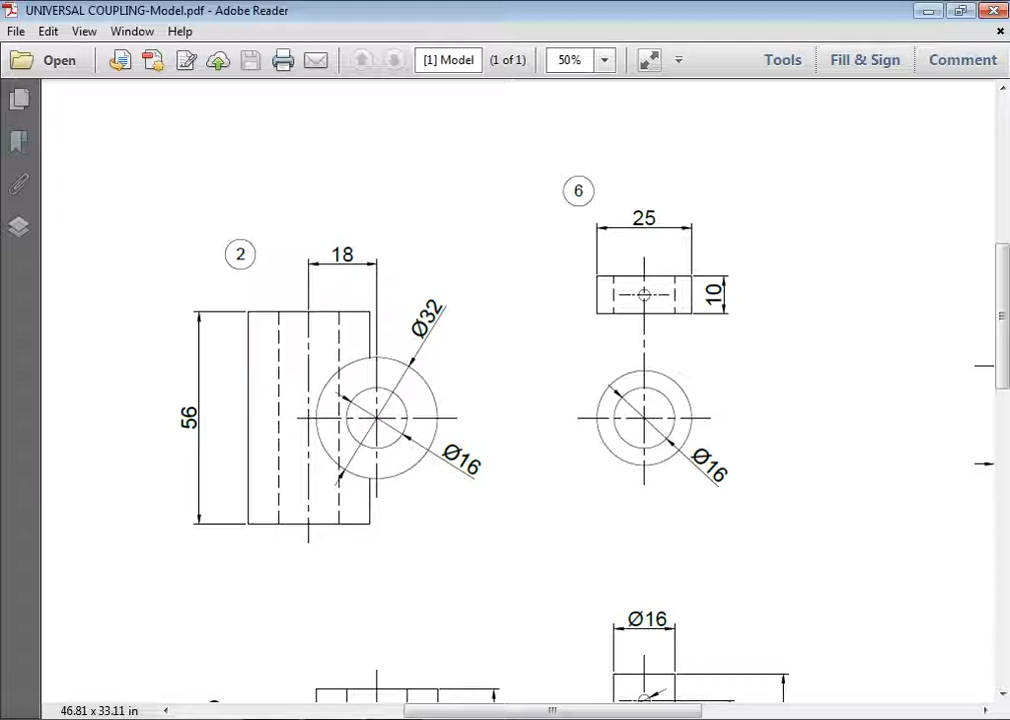 UNIVERSAL COUPLING-Model.pdf - Adobe Reader
File Edit View Window Help
Open [1] Model (1 of 1) 50% Tools Fill & Sign Comment
6
25
2
18
10
Ø32
56
Ø16
Ø16
Ø16
46.81 x 33.11 in